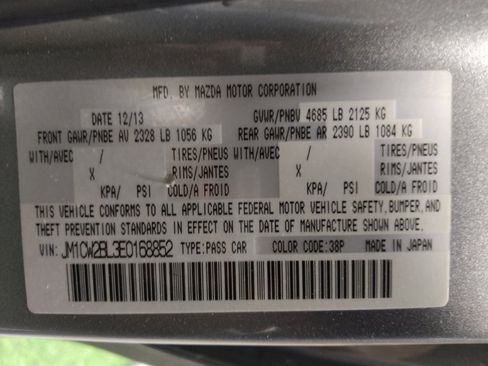 MFD. BY MAZDA MOTOR CORPORATION
DATE 12/13 GVWR/PNBV 4685 LB 2125 KG
FRONT GAWR/PNBE AV 2328 LB 1056 KG REAR GAWR/PNBE AR 2390 LB 1084 KG
WITH/AVEC / TIRES/PNEUS WITH/AVEC / TIRES/PNEUS
X RIMS/JANTES X RIMS/JANTES
KPA/ PSI COLD/A FROID KPA/ PSI COLD/A FROID
THIS VEHICLE CONFORMS TO ALL APPLICABLE FEDERAL MOTOR VEHICLE SAFETY, BUMPER, AND
THEFT PREVENTION STANDARDS IN EFFECT ON THE DATE OF MANUFACTURE SHOWN ABOVE.
VIN: JM1CW2BL3E0168852 TYPE:PASS CAR COLOR CODE:38P MADE IN JAPAN